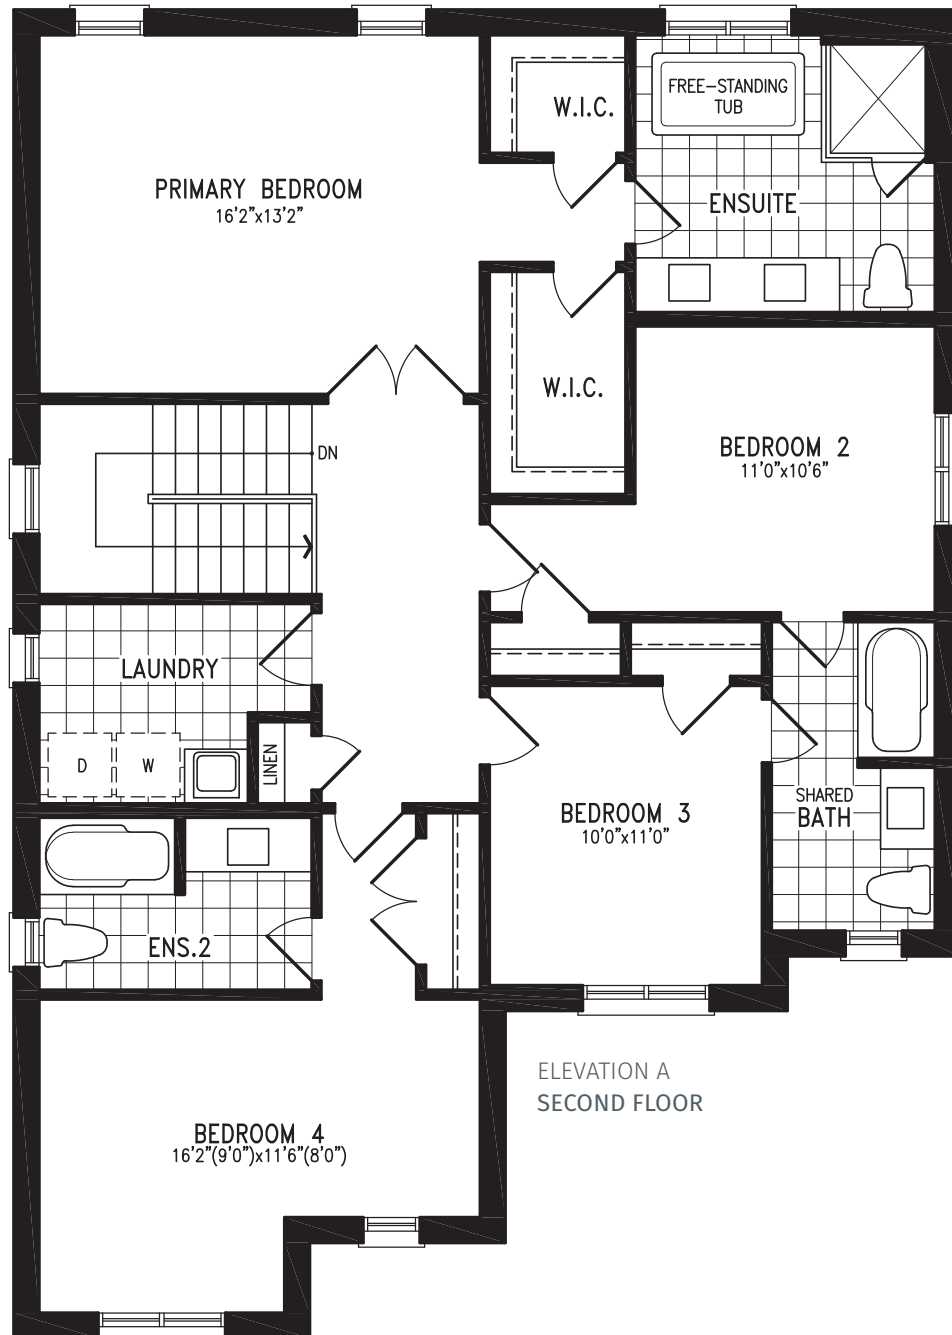 W.I.C.
FREE-STANDING
TUB
PRIMARY BEDROOM
16'2"x13'2"
ENSUITE
W.I.C.
DN
BEDROOM 2
11'0"x10'6"
LAUNDRY
D
W
LINEN
BEDROOM 3
10'0"x11'0"
SHARED
BATH
ENS.2
ELEVATION A
SECOND FLOOR
BEDROOM 4
16'2"(9'0")x11'6"(8'0")